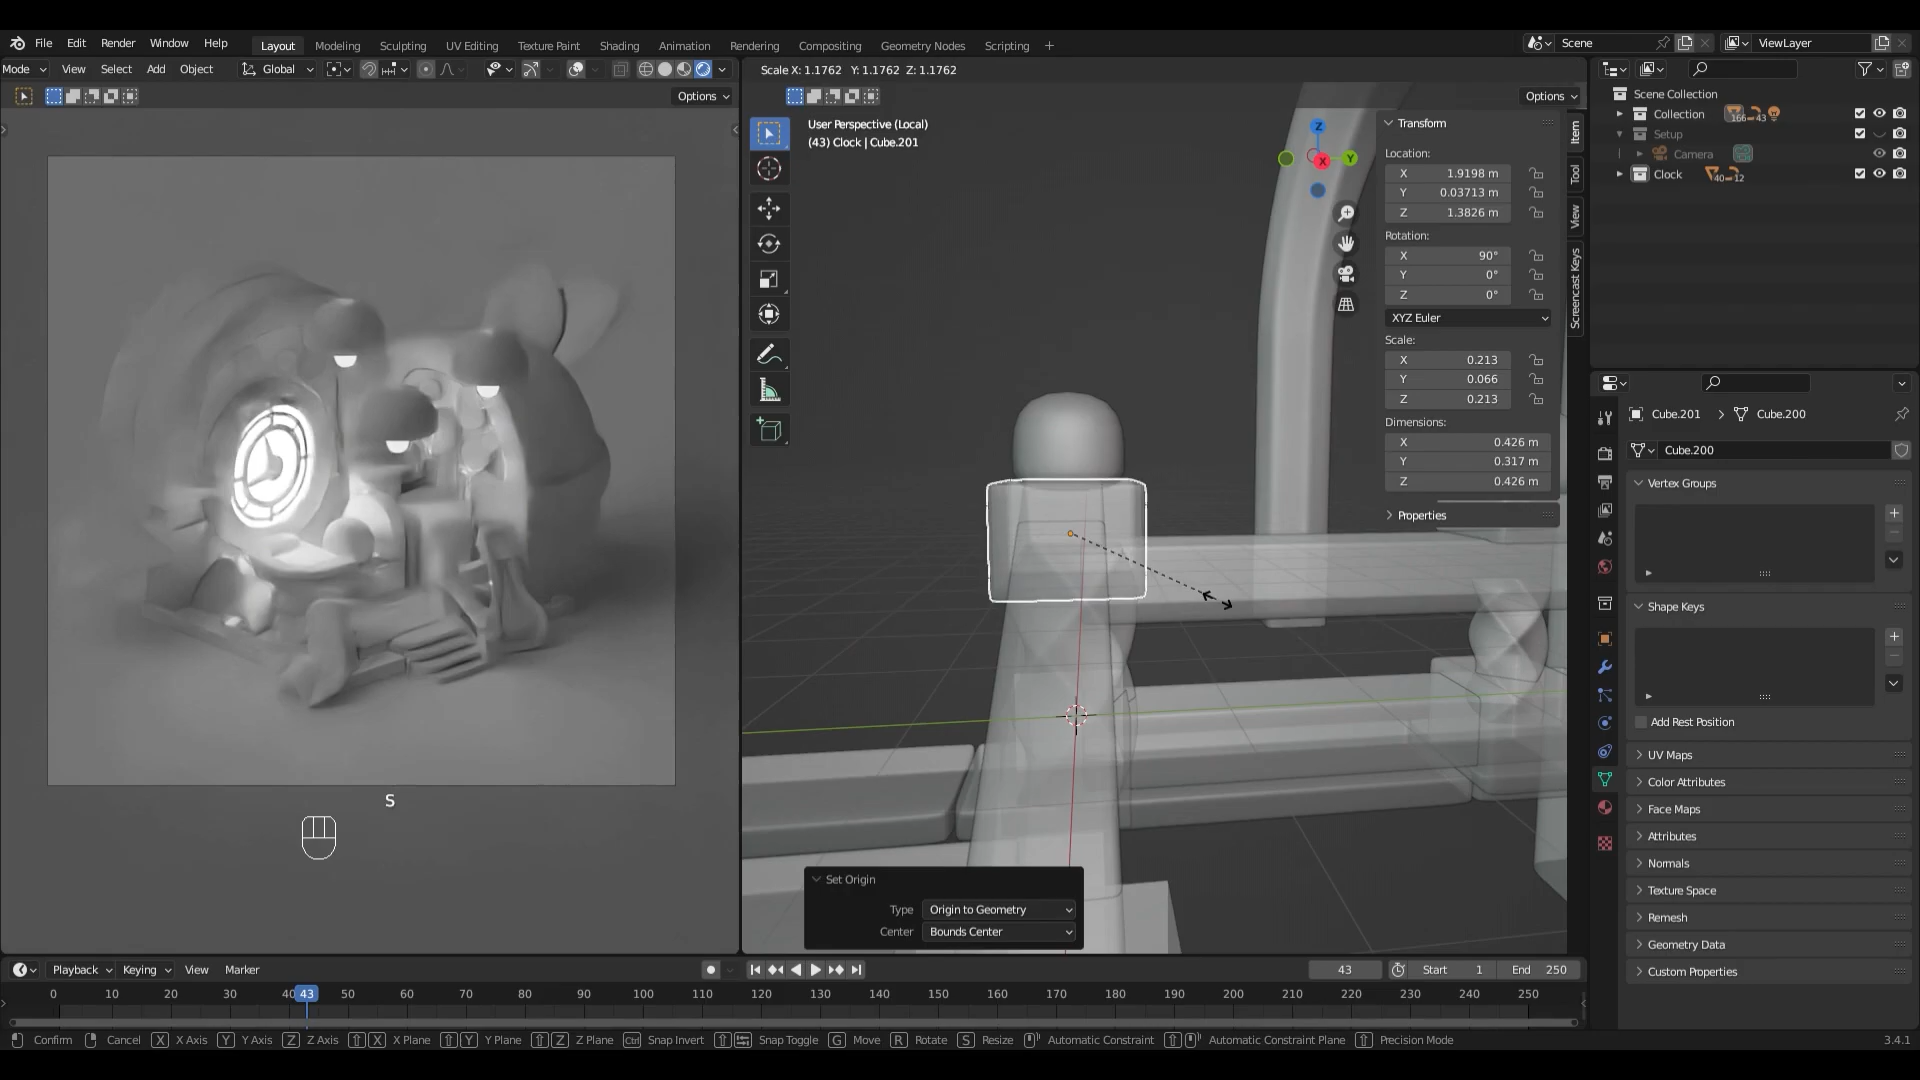 File Edit Render Window Help Layout Modeling Sculpting UV Editing Texture Paint Shading Animation Rendering Compositing Geometry Nodes Scripting + Scene ViewLayer
Mode View Select Add Object Global Scale X: 1.1762 Y: 1.1762 Z: 1.1762
Options Options
User Perspective (Local)
(43) Clock | Cube.201
Z
X
Y
Transform
Location:
X 1.9198 m
Y 0.03713 m
Z 1.3826 m
Rotation:
X 90°
Y 0°
Z 0°
XYZ Euler
Scale:
X 0.213
Y 0.066
Z 0.213
Dimensions:
X 0.426 m
Y 0.317 m
Z 0.426 m
Properties
Item
Tool
View
Screencast Keys
Scene Collection
Collection 166 43
Setup
Camera
Clock 40 12
Cube.201 > Cube.200
Cube.200
Vertex Groups
Shape Keys
Add Rest Position
UV Maps
Color Attributes
Face Maps
Attributes
Normals
Texture Space
Remesh
Geometry Data
Custom Properties
S
Set Origin
Type Origin to Geometry
Center Bounds Center
Playback Keying View Marker 43 Start 1 End 250
0 10 20 30 40 43 50 60 70 80 90 100 110 120 130 140 150 160 170 180 190 200 210 220 230 240 250
Confirm Cancel X X Axis Y Y Axis Z Z Axis X X Plane Y Y Plane Z Z Plane Ctrl Snap Invert Snap Toggle G Move R Rotate S Resize Automatic Constraint Automatic Constraint Plane Precision Mode 3.4.1